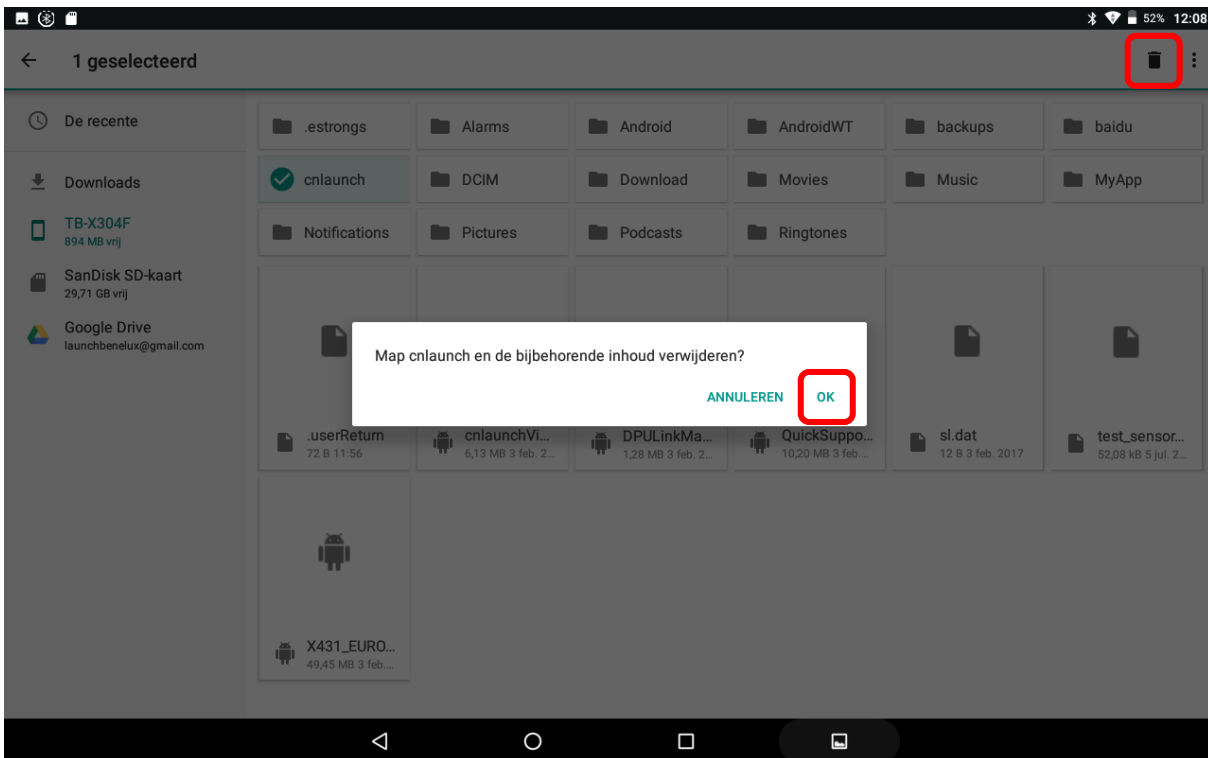 52% 12:08
1 geselecteerd
De recente
Downloads
TB-X304F
894 MB vrij
SanDisk SD-kaart
29,71 GB vrij
Google Drive
launchbenelux@gmail.com
.estrongs
Alarms
Android
AndroidWT
backups
baidu
cnlaunch
DCIM
Download
Movies
Music
MyApp
Notifications
Pictures
Podcasts
Ringtones
Map cnlaunch en de bijbehorende inhoud verwijderen?
ANNULEREN
OK
.userReturn
72 B 11:56
cnlaunchVi...
6,13 MB 3 feb. 2...
DPULinkMa...
1,28 MB 3 feb. 2...
QuickSuppo...
10,20 MB 3 feb....
sl.dat
12 B 3 feb. 2017
test_sensor...
52,08 kB 5 jul. 2...
X431_EURO...
49,45 MB 3 feb....